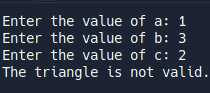 Enter the value of a: 1
Enter the value of b: 3
Enter the value of c: 2
The triangle is not valid.